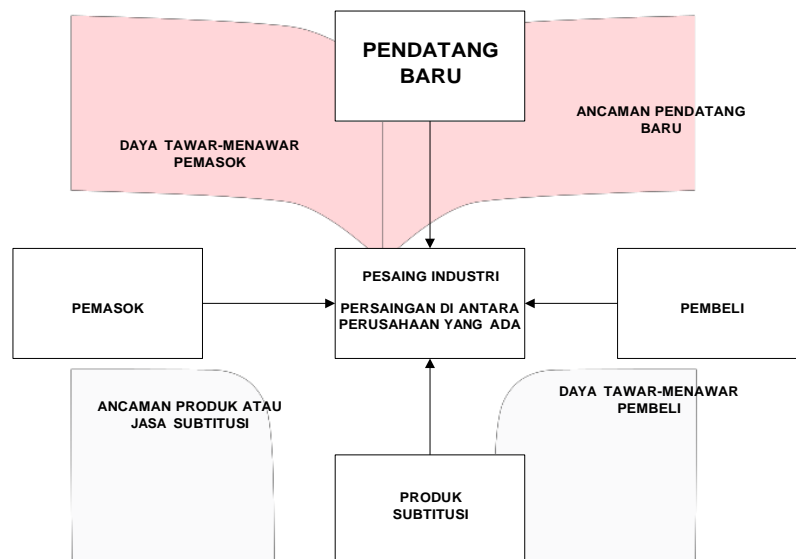 PENDATANG
BARU
ANCAMAN PENDATANG
BARU
DAYA TAWAR-MENAWAR
PEMASOK
PESAING INDUSTRI
PERSAINGAN DI ANTARA
PERUSAHAAN YANG ADA
PEMASOK
PEMBELI
ANCAMAN PRODUK ATAU
JASA SUBTITUSI
DAYA TAWAR-MENAWAR
PEMBELI
PRODUK
SUBTITUSI